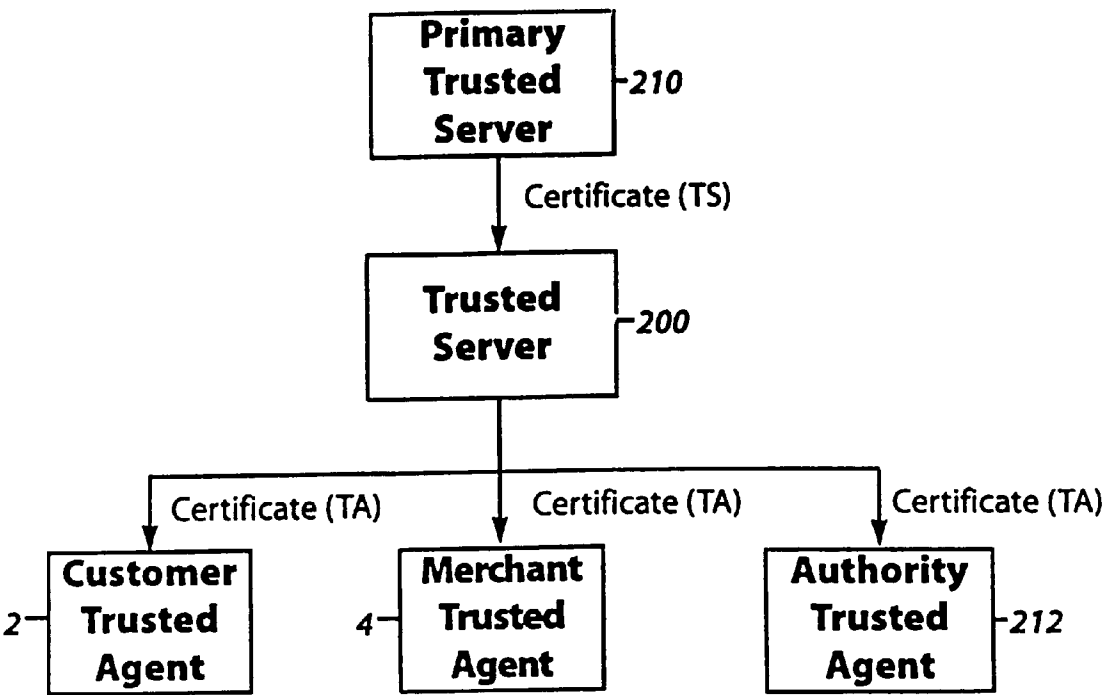 Primary
Trusted
Server
210
Certificate (TS)
Trusted
Server
200
Certificate (TA)
Certificate (TA)
Certificate (TA)
Customer
Trusted
Agent
2
Merchant
Trusted
Agent
4
Authority
Trusted
Agent
212